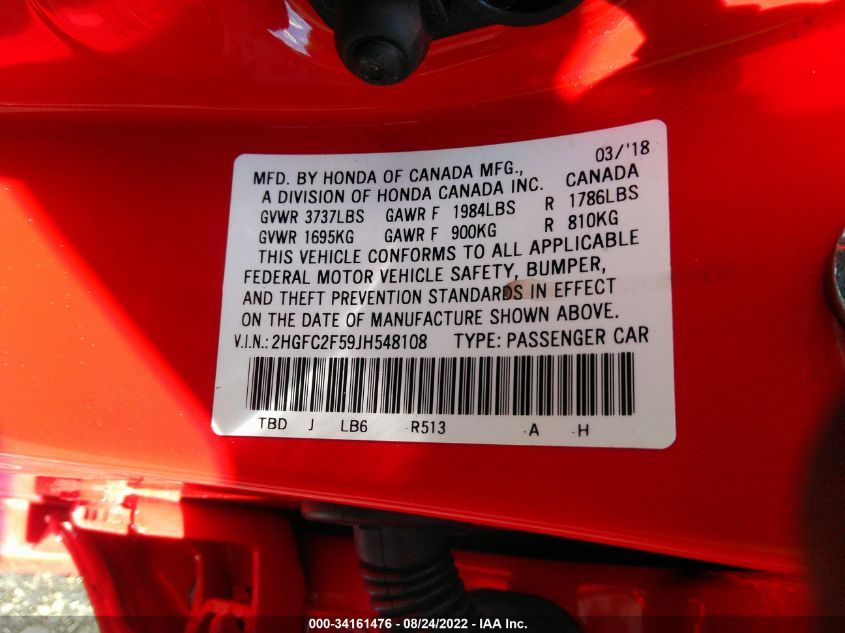 03/'18
MFD. BY HONDA OF CANADA MFG.,
A DIVISION OF HONDA CANADA INC. CANADA
GVWR 3737LBS GAWR F 1984LBS R 1786LBS
GVWR 1695KG GAWR F 900KG R 810KG
THIS VEHICLE CONFORMS TO ALL APPLICABLE
FEDERAL MOTOR VEHICLE SAFETY, BUMPER,
AND THEFT PREVENTION STANDARDS IN EFFECT
ON THE DATE OF MANUFACTURE SHOWN ABOVE.
V.I.N.: 2HGFC2F59JH548108 TYPE: PASSENGER CAR
TBD J LB6 -R513 -A -H
000-34161476 - 08/24/2022 - IAA Inc.